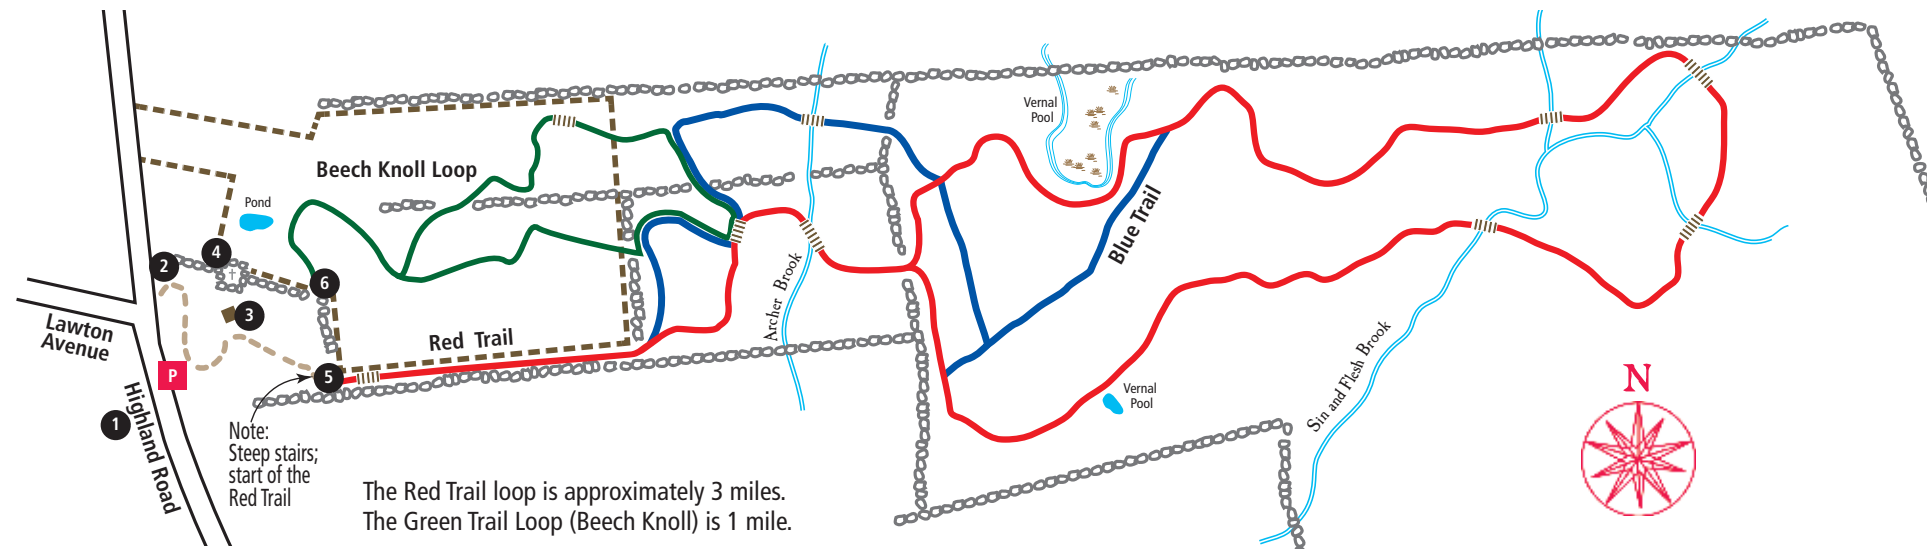 Beech Knoll Loop
Pond
4
2
6
3
Lawton
Avenue
Red Trail
P
5
1
Highland Road
Note:
Steep stairs;
start of the
Red Trail
The Red Trail loop is approximately 3 miles.
The Green Trail Loop (Beech Knoll) is 1 mile.
Archer Brook
Vernal
Pool
Blue Trail
Vernal
Pool
Sin and Flesh Brook
N